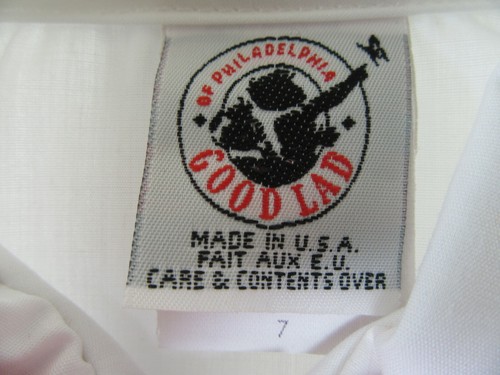 OF PHILADELPHIA
GOOD LAD
MADE IN U.S.A.
FAIT AUX E.U.
CARE & CONTENTS OVER
7